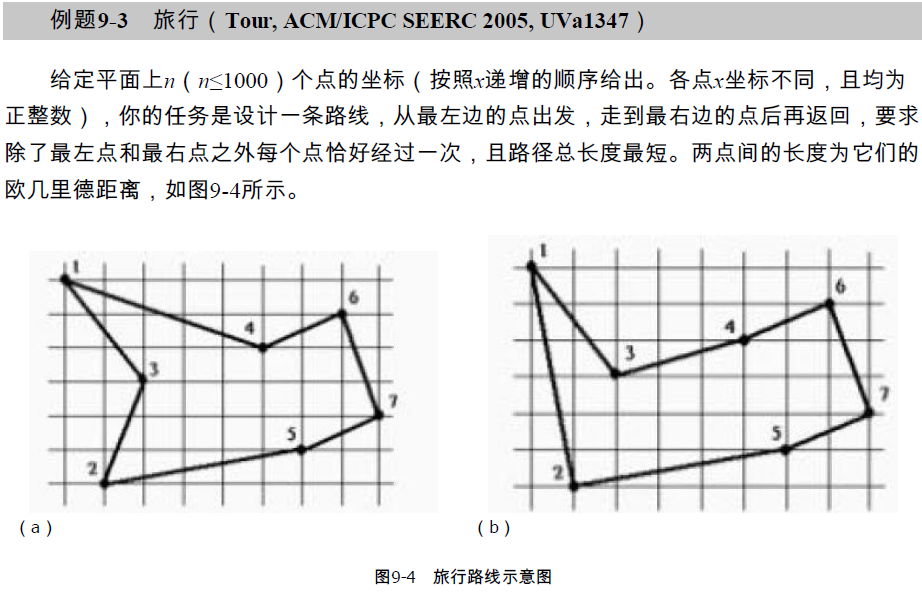 例题9-3 旅行（Tour, ACM/ICPC SEERC 2005, UVa1347）
给定平面上n（n≤1000）个点的坐标（按照x递增的顺序给出。各点x坐标不同，且均为
正整数），你的任务是设计一条路线，从最左边的点出发，走到最右边的点后再返回，要求
除了最左点和最右点之外每个点恰好经过一次，且路径总长度最短。两点间的长度为它们的
欧几里德距离，如图9-4所示。
1
6
4
3
7
5
2
1
6
4
3
7
5
2
（a）
（b）
图9-4 旅行路线示意图